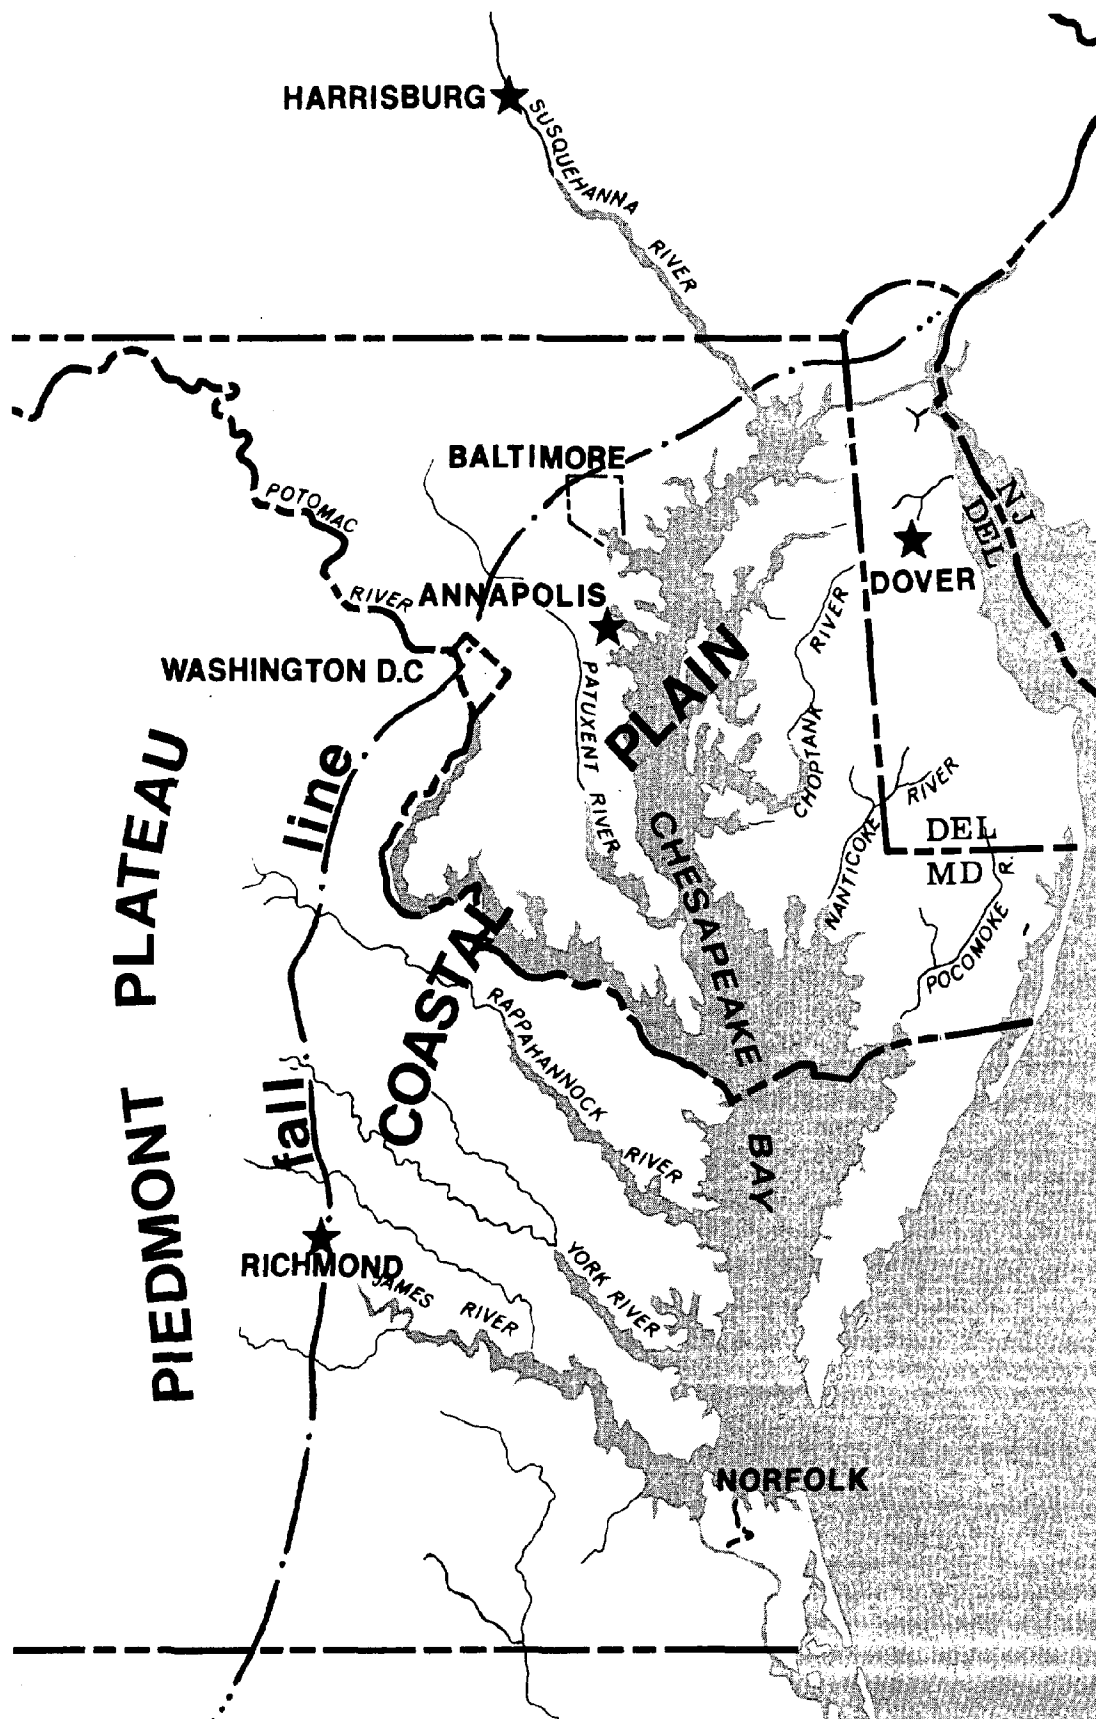 HARRISBURG
SUSQUEHANNA
RIVER
BALTIMORE
POTOMAC
RIVER
NJ
DEL
DOVER
ANNAPOLIS
WASHINGTON D.C
PATUXENT RIVER
CHOPTANK RIVER
NANTICOKE RIVER
DEL
MD
POCOMOKE R.
PIEDMONT PLATEAU
fall line
COASTAL PLAIN
CHESAPEAKE BAY
RAPPAHANNOCK RIVER
YORK RIVER
RICHMOND
JAMES RIVER
NORFOLK